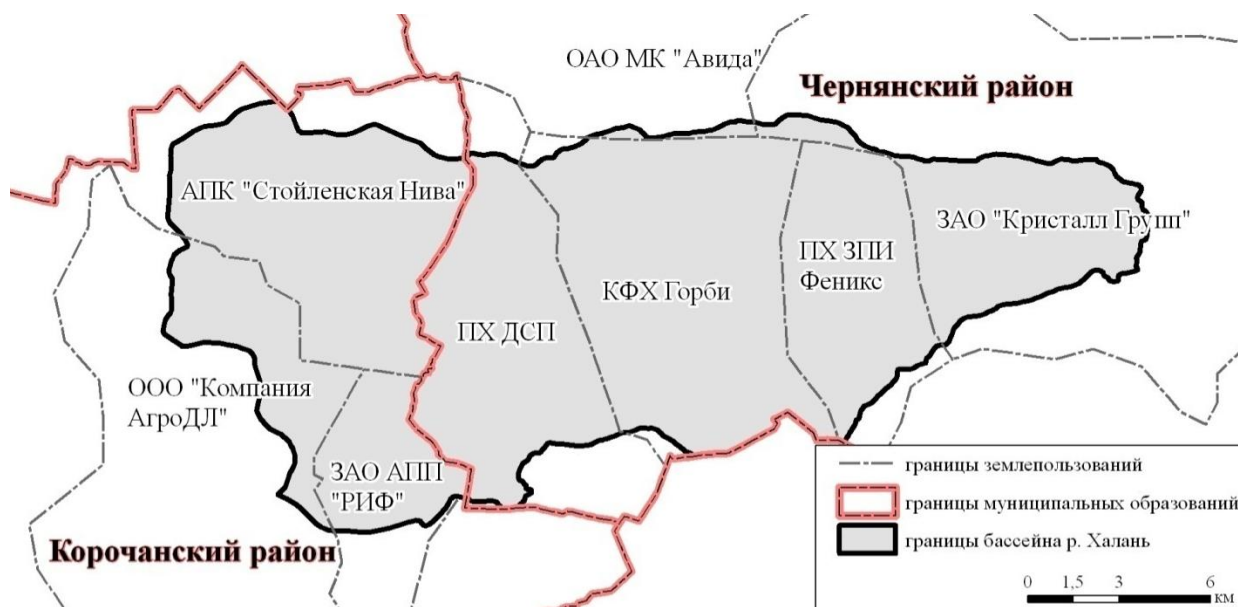 ОАО МК "Авида"
Чернянский район
АПК "Стойленская Нива"
ЗАО "Кристалл Групп"
ПХ ЗПИ
Феникс
КФХ Горби
ПХ ДСП
ООО "Компания
АгроДЛ"
ЗАО АПП
"РИФ"
Корочанский район
границы землепользований
границы муниципальных образований
границы бассейна р. Халань
0 1,5 3 6
км